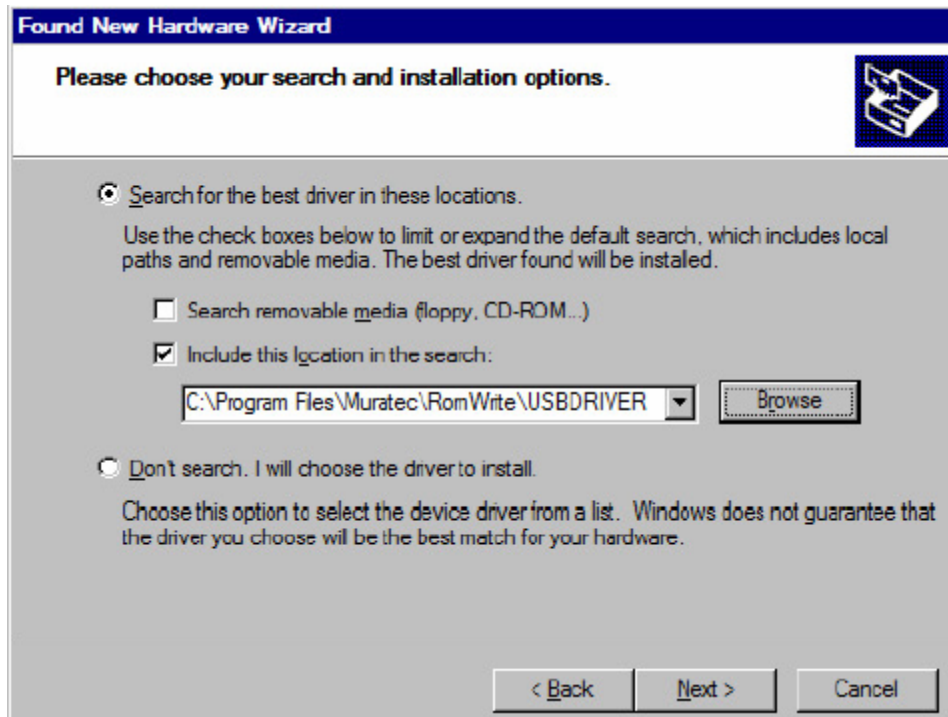 Found New Hardware Wizard
Please choose your search and installation options.
Search for the best driver in these locations.
Use the check boxes below to limit or expand the default search, which includes local
paths and removable media. The best driver found will be installed.
Search removable media (floppy, CD-ROM...)
Include this location in the search:
C:\Program Files\Muratec\RomWrite\USBDRIVER
Browse
Don't search. I will choose the driver to install.
Choose this option to select the device driver from a list. Windows does not guarantee that
the driver you choose will be the best match for your hardware.
< Back
Next >
Cancel